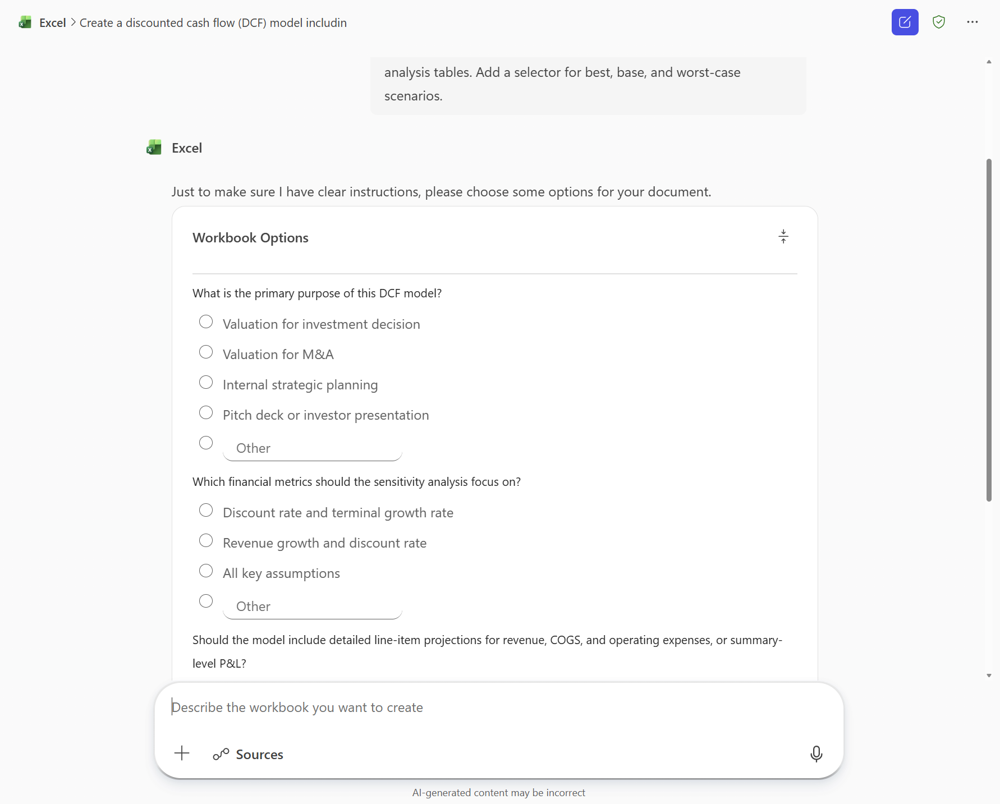 Excel > Create a discounted cash flow (DCF) model includin
analysis tables. Add a selector for best, base, and worst-case
scenarios.
Excel
Just to make sure I have clear instructions, please choose some options for your document.
Workbook Options
What is the primary purpose of this DCF model?
Valuation for investment decision
Valuation for M&A
Internal strategic planning
Pitch deck or investor presentation
Other
Which financial metrics should the sensitivity analysis focus on?
Discount rate and terminal growth rate
Revenue growth and discount rate
All key assumptions
Other
Should the model include detailed line-item projections for revenue, COGS, and operating expenses, or summary-
level P&L?
Describe the workbook you want to create
Sources
AI-generated content may be incorrect